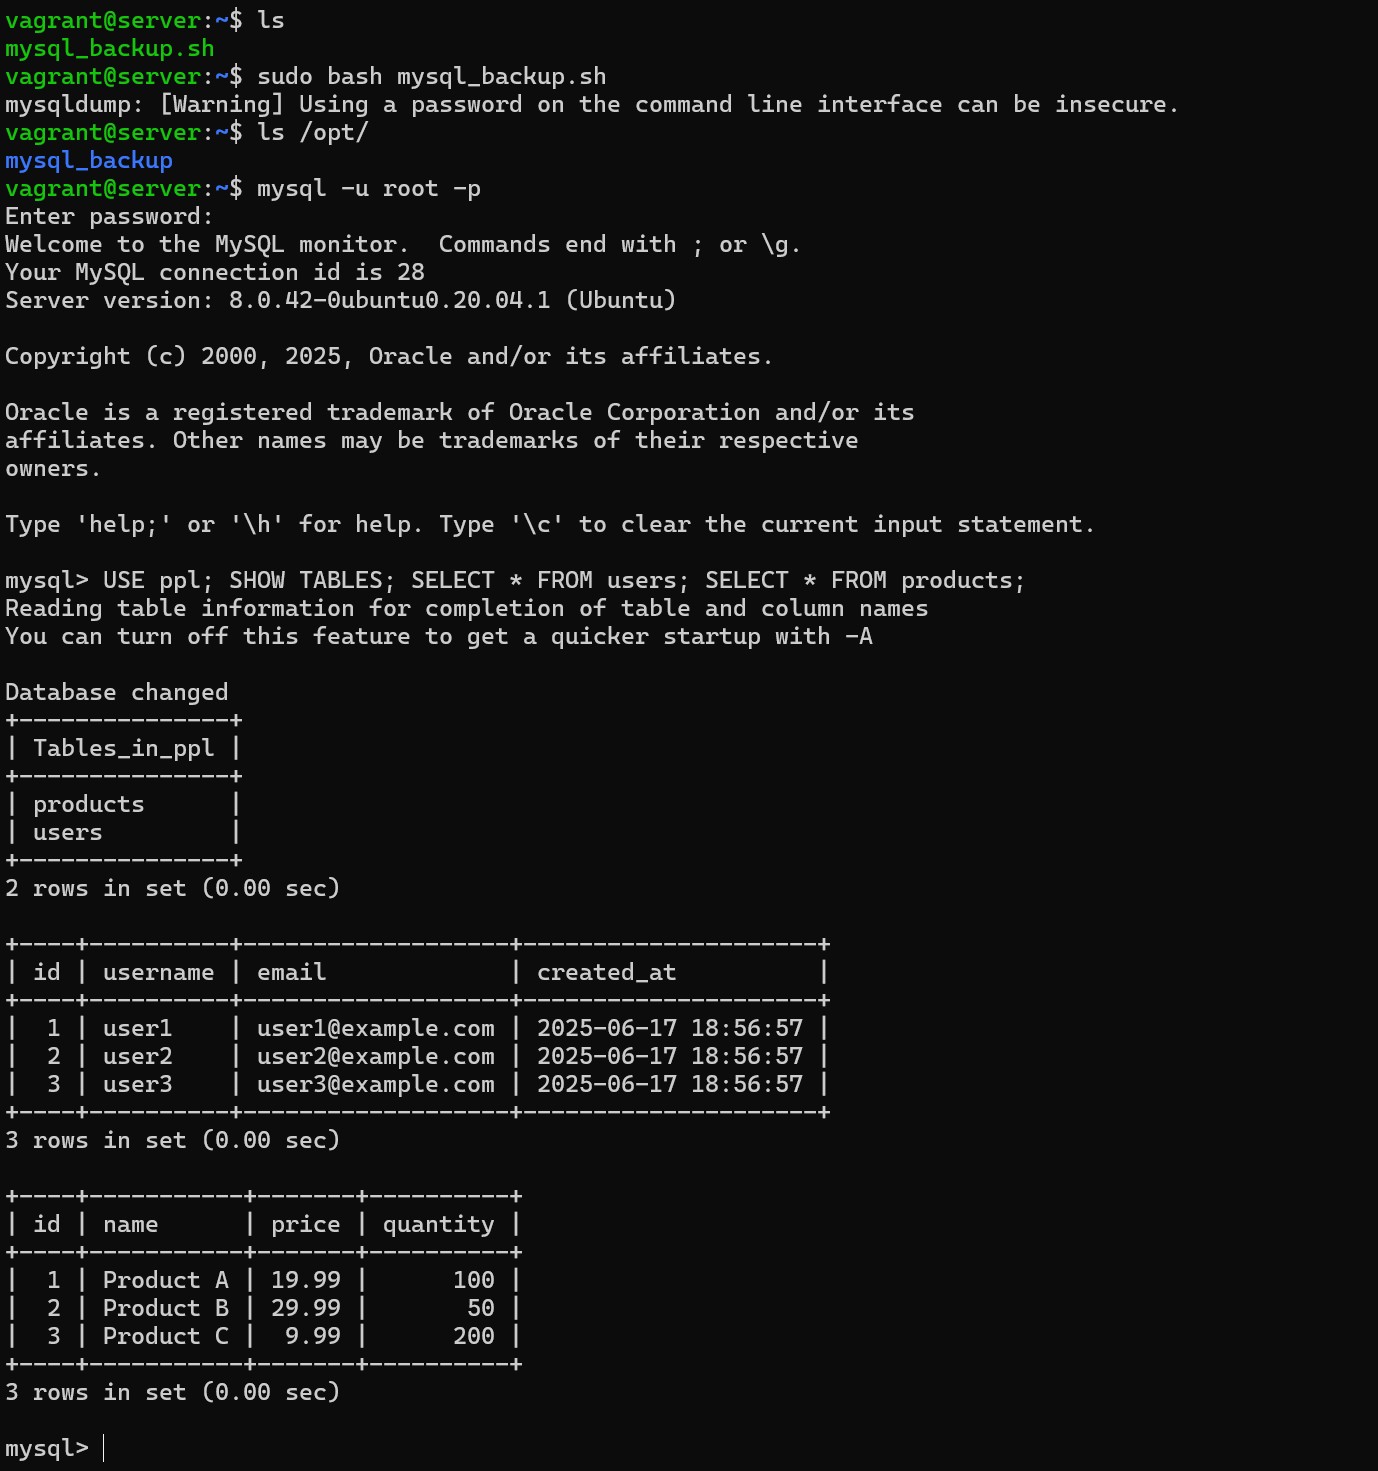 vagrant@server:~$ ls
mysql_backup.sh
vagrant@server:~$ sudo bash mysql_backup.sh
mysqldump: [Warning] Using a password on the command line interface can be insecure.
vagrant@server:~$ ls /opt/
mysql_backup
vagrant@server:~$ mysql -u root -p
Enter password:
Welcome to the MySQL monitor.  Commands end with ; or \g.
Your MySQL connection id is 28
Server version: 8.0.42-0ubuntu0.20.04.1 (Ubuntu)

Copyright (c) 2000, 2025, Oracle and/or its affiliates.

Oracle is a registered trademark of Oracle Corporation and/or its
affiliates. Other names may be trademarks of their respective
owners.

Type 'help;' or '\h' for help. Type '\c' to clear the current input statement.

mysql> USE ppl; SHOW TABLES; SELECT * FROM users; SELECT * FROM products;
Reading table information for completion of table and column names
You can turn off this feature to get a quicker startup with -A

Database changed
+---------------+
| Tables_in_ppl |
+---------------+
| products      |
| users         |
+---------------+
2 rows in set (0.00 sec)

+----+----------+-------------------+---------------------+
| id | username | email             | created_at          |
+----+----------+-------------------+---------------------+
|  1 | user1    | user1@example.com | 2025-06-17 18:56:57 |
|  2 | user2    | user2@example.com | 2025-06-17 18:56:57 |
|  3 | user3    | user3@example.com | 2025-06-17 18:56:57 |
+----+----------+-------------------+---------------------+
3 rows in set (0.00 sec)

+----+-----------+-------+----------+
| id | name      | price | quantity |
+----+-----------+-------+----------+
|  1 | Product A | 19.99 |      100 |
|  2 | Product B | 29.99 |       50 |
|  3 | Product C |  9.99 |      200 |
+----+-----------+-------+----------+
3 rows in set (0.00 sec)

mysql>